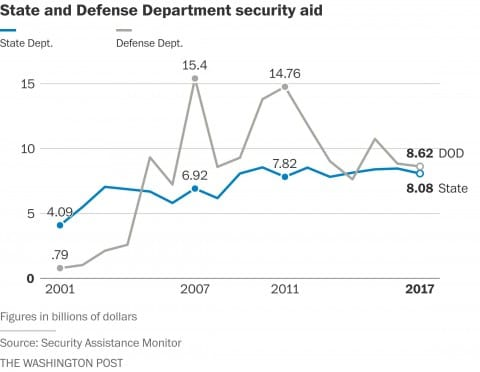 State and Defense Department security aid
State Dept. Defense Dept.
15.4
14.76
15
10
8.62 DOD
7.82
6.92
8.08 State
5
4.09
.79
0
2001 2007 2011 2017
Figures in billions of dollars
Source: Security Assistance Monitor
THE WASHINGTON POST